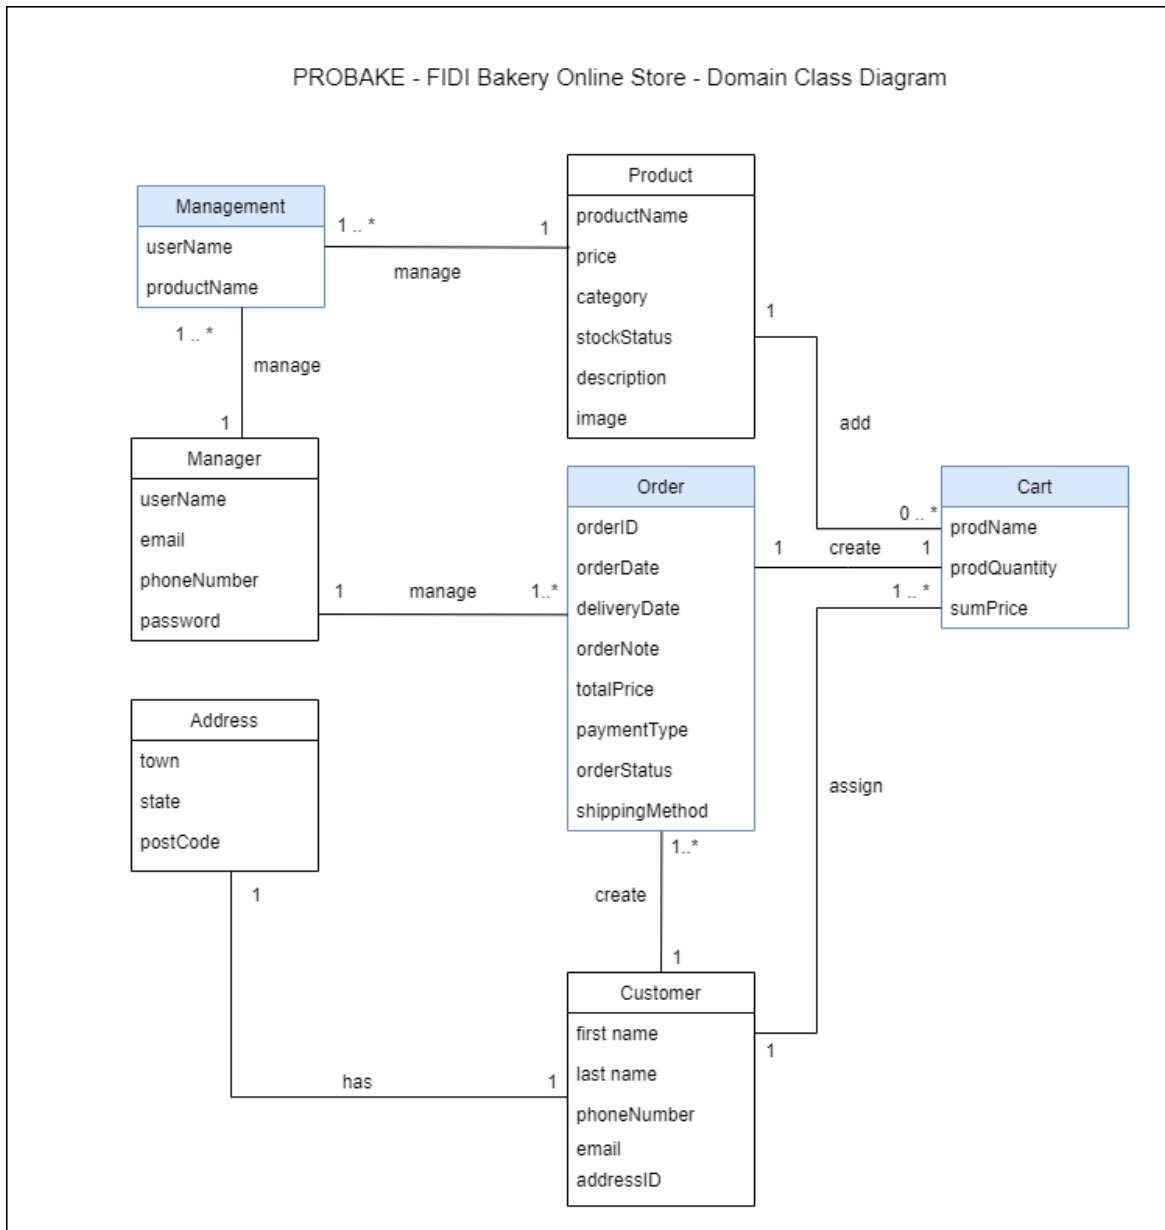 PROBAKE - FIDI Bakery Online Store - Domain Class Diagram
Management
userName
productName
1 .. *
manage
1
Product
productName
price
category
stockStatus
description
image
1 .. *
manage
1
Manager
userName
email
phoneNumber
password
1
add
0 .. *
Order
orderID
orderDate
deliveryDate
orderNote
totalPrice
paymentType
orderStatus
shippingMethod
Cart
prodName
prodQuantity
sumPrice
1
create
1
1
manage
1..*
1 .. *
assign
1
Address
town
state
postCode
1
has
1
1..*
create
1
Customer
first name
last name
phoneNumber
email
addressID